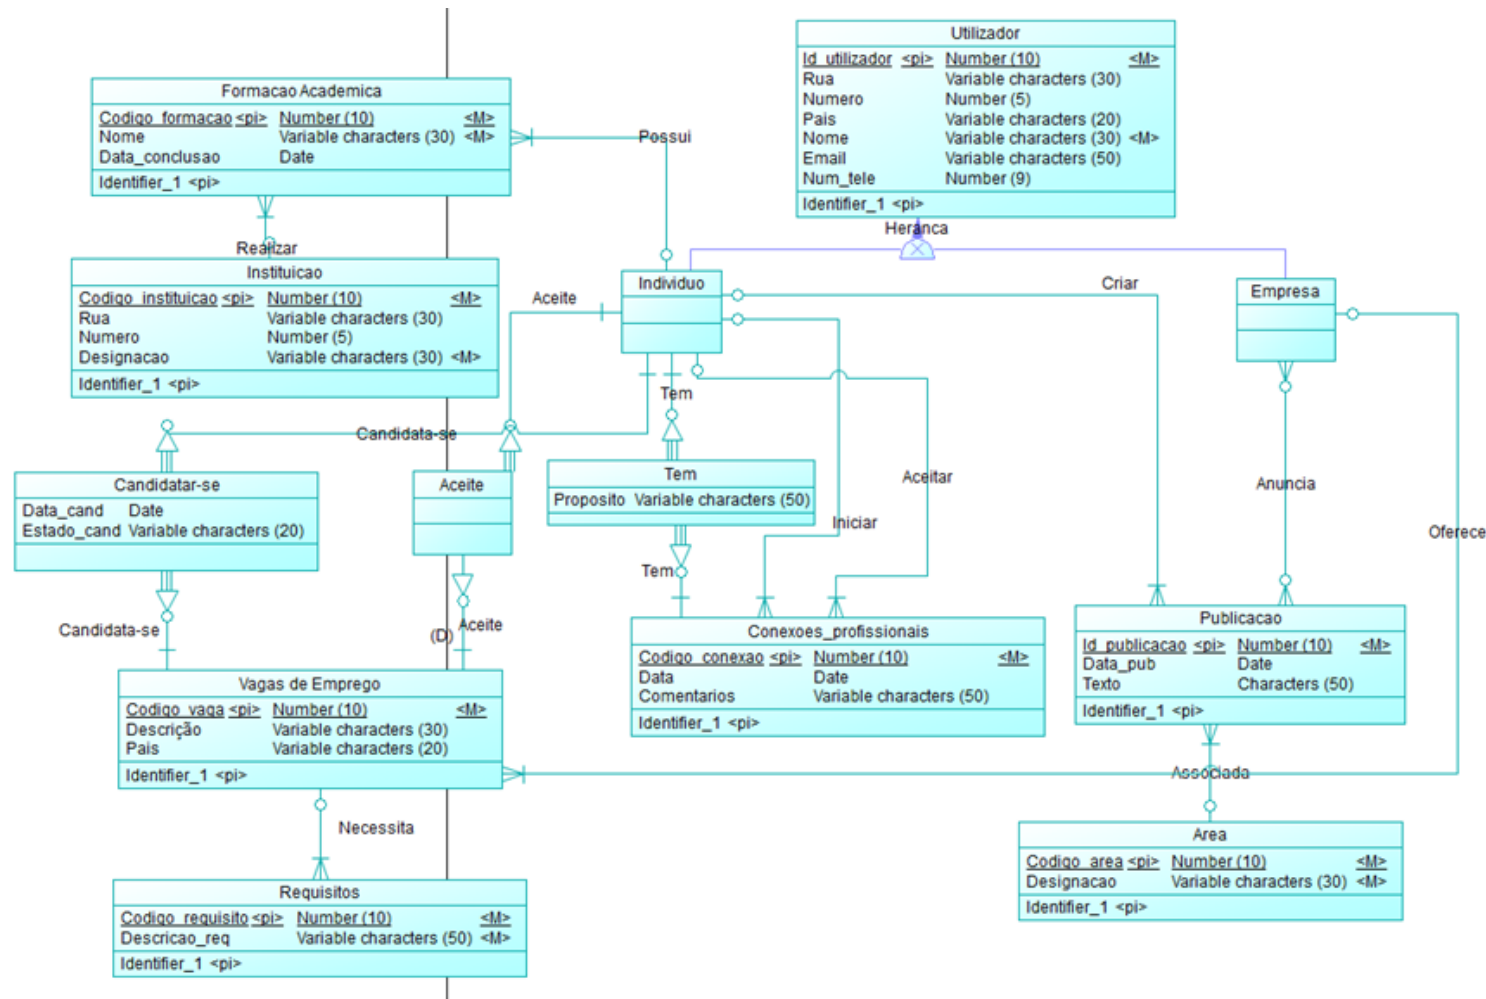 Utilizador
Id_utilizador <pi> Number (10) <M>
Rua Variable characters (30)
Numero Number (5)
Pais Variable characters (20)
Nome Variable characters (30) <M>
Email Variable characters (50)
Num_tele Number (9)
Identifier_1 <pi>
Formacao Academica
Codigo_formacao <pi> Number (10) <M>
Nome Variable characters (30) <M>
Data_conclusao Date
Identifier_1 <pi>
Possui
Heranca
Realizar
Instituicao
Codigo_instituicao <pi> Number (10) <M>
Rua Variable characters (30)
Numero Number (5)
Designacao Variable characters (30) <M>
Identifier_1 <pi>
Aceite
Individuo
Criar
Empresa
Tem
Candidata-se
Candidatar-se
Data_cand Date
Estado_cand Variable characters (20)
Aceite
Tem
Proposito Variable characters (50)
Aceitar
Iniciar
Anuncia
Oferece
Tem
Candidata-se
(D)
Aceite
Conexoes_profissionais
Codigo_conexao <pi> Number (10) <M>
Data Date
Comentarios Variable characters (50)
Identifier_1 <pi>
Publicacao
Id_publicacao <pi> Number (10) <M>
Data_pub Date
Texto Characters (50)
Identifier_1 <pi>
Vagas de Emprego
Codigo_vaga <pi> Number (10) <M>
Descrição Variable characters (30)
Pais Variable characters (20)
Identifier_1 <pi>
Associada
Necessita
Area
Codigo_area <pi> Number (10) <M>
Designacao Variable characters (30) <M>
Identifier_1 <pi>
Requisitos
Codigo_requisito <pi> Number (10) <M>
Descricao_req Variable characters (50) <M>
Identifier_1 <pi>